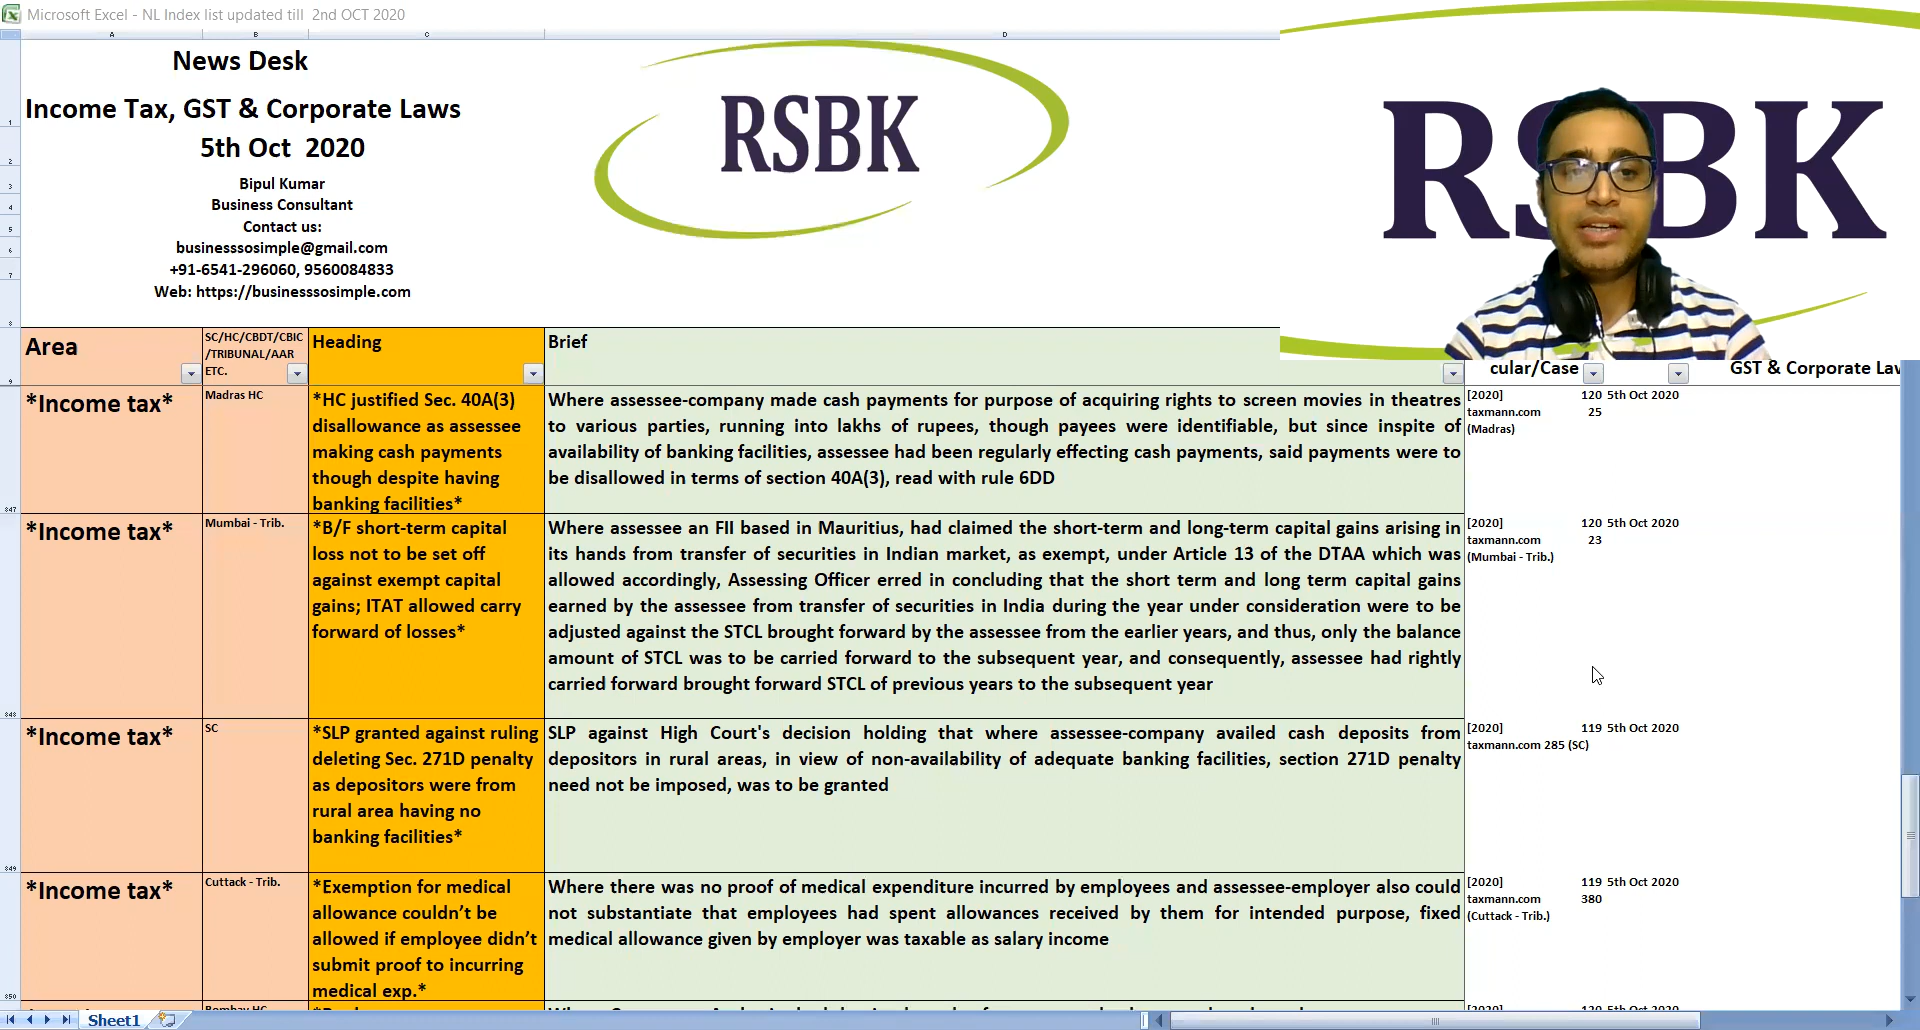 Microsoft Excel - NL Index list updated till 2nd OCT 2020
A B C D
News Desk
Income Tax, GST & Corporate Laws
5th Oct 2020
Bipul Kumar
Business Consultant
Contact us:
businesssosimple@gmail.com
+91-6541-296060, 9560084833
Web: https://businesssosimple.com
RSBK
RSBK
Area
SC/HC/CBDT/CBIC
/TRIBUNAL/AAR
ETC.
Heading
Brief
cular/Case
GST & Corporate Law
*Income tax*
Madras HC
*HC justified Sec. 40A(3)
disallowance as assessee
making cash payments
though despite having
banking facilities*
Where assessee-company made cash payments for purpose of acquiring rights to screen movies in theatres
to various parties, running into lakhs of rupees, though payees were identifiable, but since inspite of
availability of banking facilities, assessee had been regularly effecting cash payments, said payments were to
be disallowed in terms of section 40A(3), read with rule 6DD
[2020] 120
taxmann.com 25
(Madras)
5th Oct 2020
*Income tax*
Mumbai - Trib.
*B/F short-term capital
loss not to be set off
against exempt capital
gains; ITAT allowed carry
forward of losses*
Where assessee an FII based in Mauritius, had claimed the short-term and long-term capital gains arising in
its hands from transfer of securities in Indian market, as exempt, under Article 13 of the DTAA which was
allowed accordingly, Assessing Officer erred in concluding that the short term and long term capital gains
earned by the assessee from transfer of securities in India during the year under consideration were to be
adjusted against the STCL brought forward by the assessee from the earlier years, and thus, only the balance
amount of STCL was to be carried forward to the subsequent year, and consequently, assessee had rightly
carried forward brought forward STCL of previous years to the subsequent year
[2020] 120
taxmann.com 23
(Mumbai - Trib.)
5th Oct 2020
*Income tax*
SC
*SLP granted against ruling
deleting Sec. 271D penalty
as depositors were from
rural area having no
banking facilities*
SLP against High Court's decision holding that where assessee-company availed cash deposits from
depositors in rural areas, in view of non-availability of adequate banking facilities, section 271D penalty
need not be imposed, was to be granted
[2020] 119
taxmann.com 285 (SC)
5th Oct 2020
*Income tax*
Cuttack - Trib.
*Exemption for medical
allowance couldn't be
allowed if employee didn't
submit proof to incurring
medical exp.*
Where there was no proof of medical expenditure incurred by employees and assessee-employer also could
not substantiate that employees had spent allowances received by them for intended purpose, fixed
medical allowance given by employer was taxable as salary income
[2020] 119
taxmann.com 380
(Cuttack - Trib.)
5th Oct 2020
Sheet1